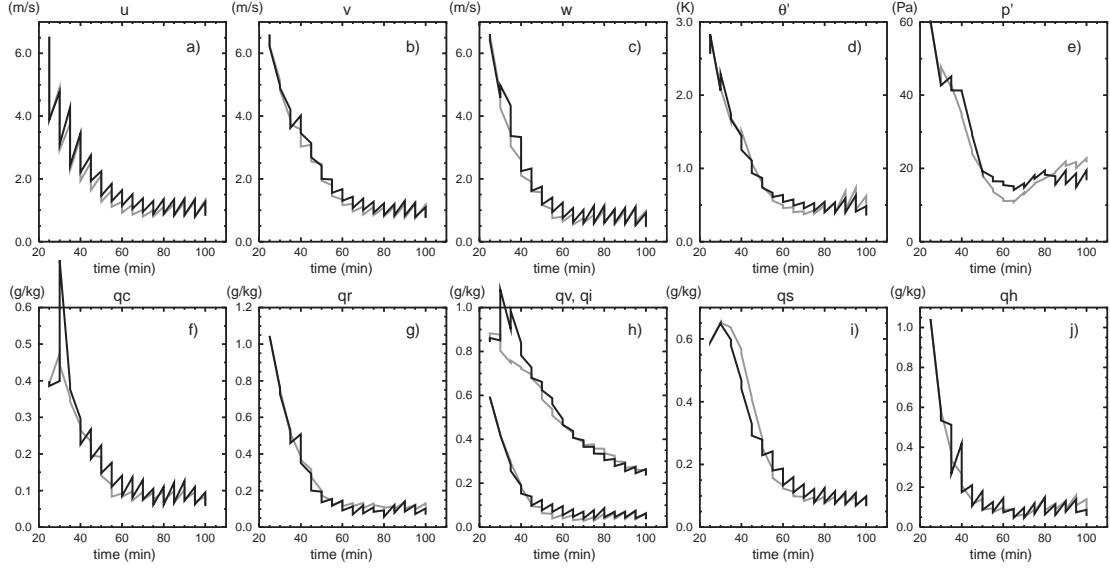 (m/s) u (m/s) v (m/s) w (K) θ' (Pa) p'
6.0 6.0 6.0 3.0 60
a) b) c) d) e)
4.0 4.0 4.0 2.0 40
2.0 2.0 2.0 1.0 20
0.0 0.0 0.0 0.0 0
20 40 60 80 100 20 40 60 80 100 20 40 60 80 100 20 40 60 80 100 20 40 60 80 100
time (min) time (min) time (min) time (min) time (min)
(g/kg) qc (g/kg) qr (g/kg) qv, qi (g/kg) qs (g/kg) qh
0.6 1.2 1.0
f) g) h) i) j)
0.5 1.0 0.8 0.6 1.0
0.4 0.8 0.6 0.4 0.8
0.3 0.6 0.4 0.2 0.6
0.2 0.4 0.2 0.4
0.1 0.2 0.2
0.0 0.0 0.0 0.0 0.0
20 40 60 80 100 20 40 60 80 100 20 40 60 80 100 20 40 60 80 100 20 40 60 80 100
time (min) time (min) time (min) time (min) time (min)